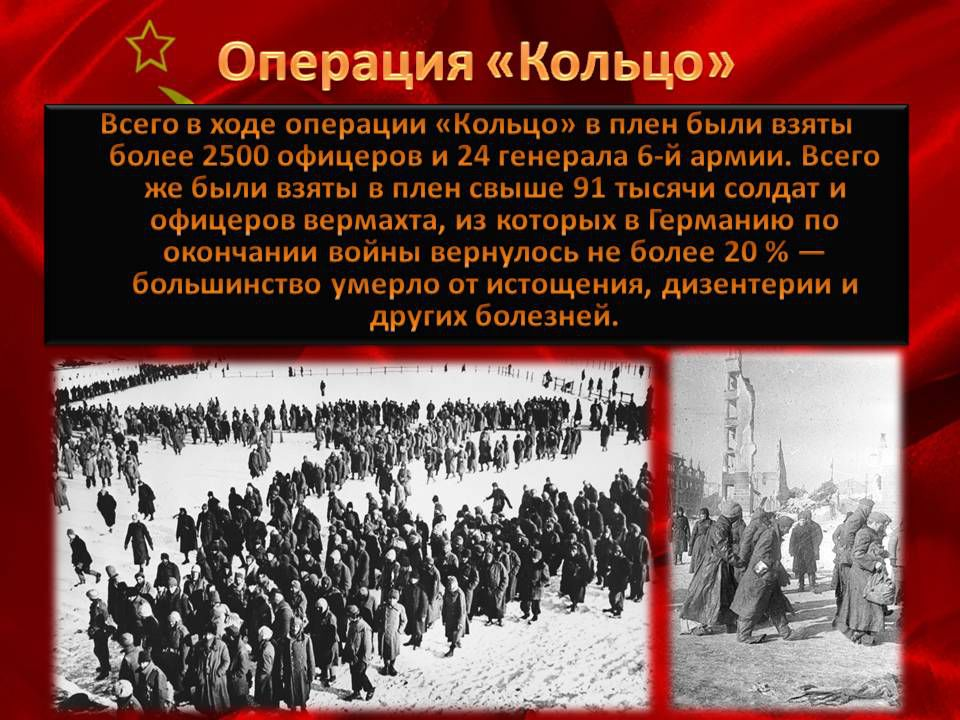 Операция «Кольцо»
Всего в ходе операции «Кольцо» в плен были взяты
более 2500 офицеров и 24 генерала 6-й армии. Всего
же были взяты в плен свыше 91 тысячи солдат и
офицеров вермахта, из которых в Германию по
окончании войны вернулось не более 20 % —
большинство умерло от истощения, дизентерии и
других болезней.